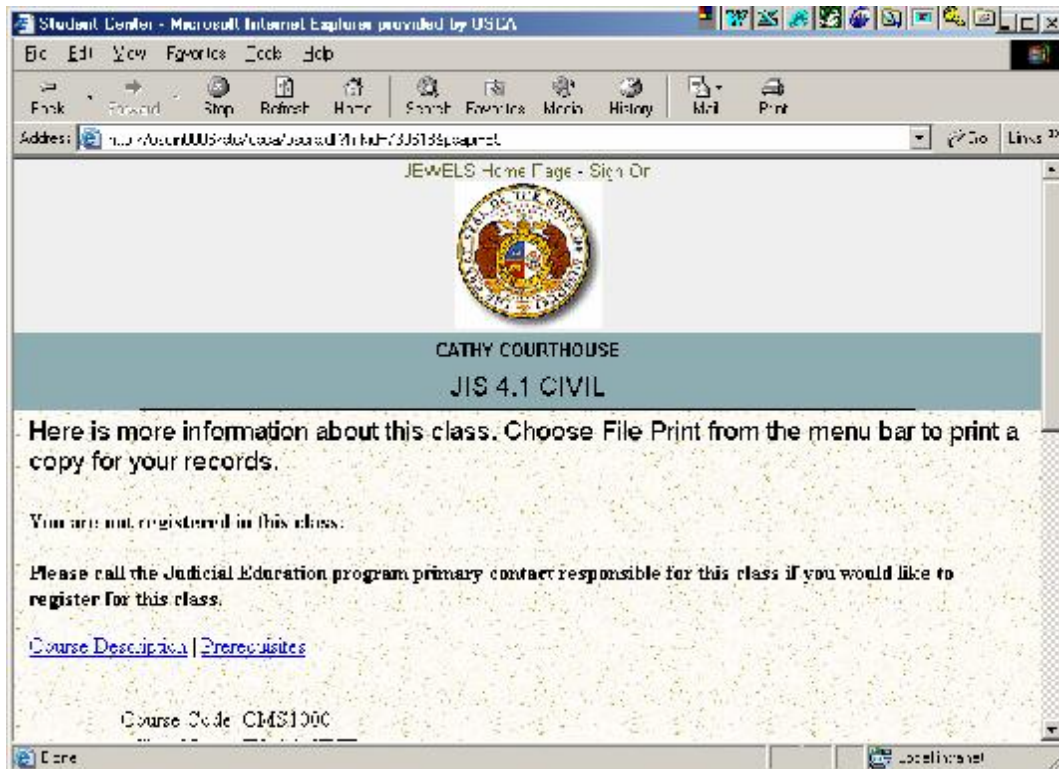 Student Center - Microsoft Internet Explorer provided by OSCA
File Edit View Favorites Tools Help
Back Forward Stop Refresh Home Search Favorites Media History Mail Print
Address Go Links
JEWELS Home Page - Sign On
CATHY COURTHOUSE
JIS 4.1 CIVIL
Here is more information about this class. Choose File Print from the menu bar to print a
copy for your records.
You are not registered in this class.
Please call the Judicial Education program primary contact responsible for this class if you would like to
register for this class.
Course Description | Prerequisites
Course Code CMS1000
Done Local intranet